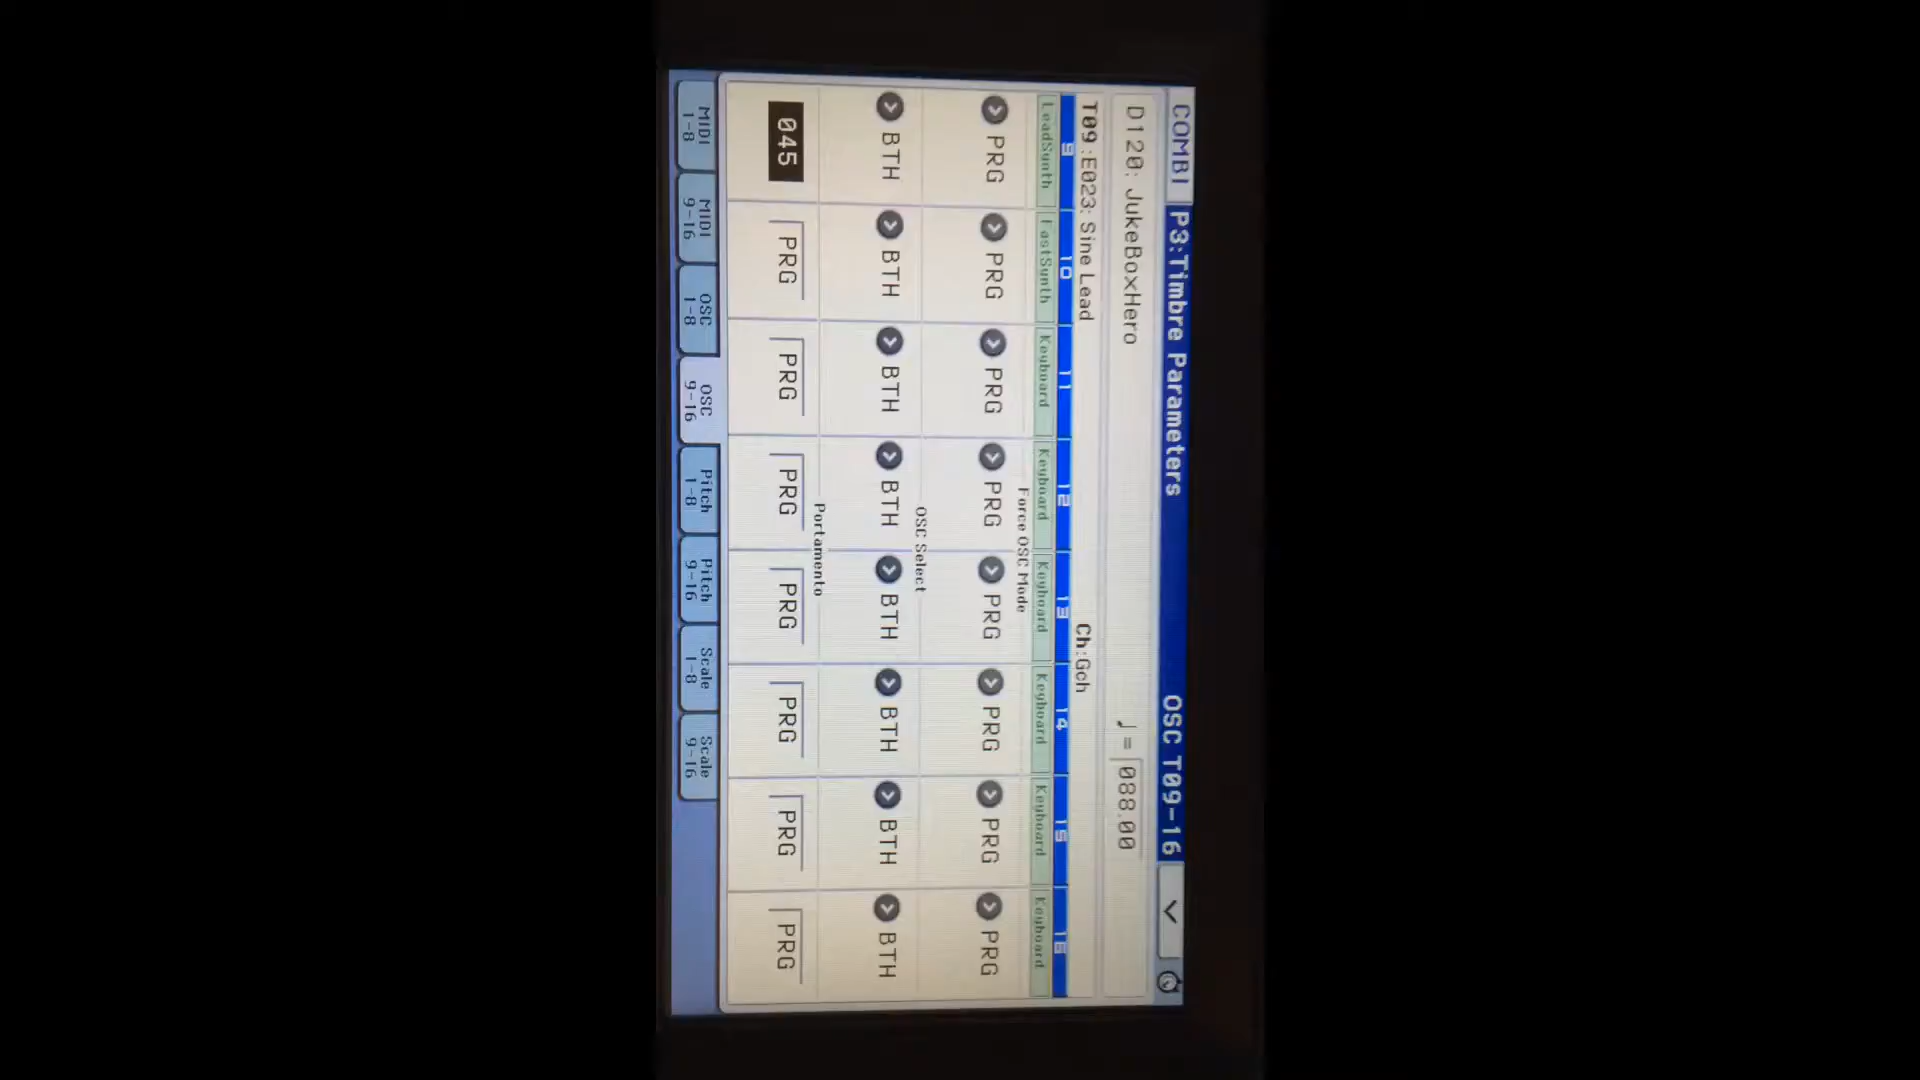 COMBI P3:Timbre Parameters OSC T09-16
D120: JukeBoxHero ♩= 088.00
T09:E023: Sine Lead Ch:Gch
9 10 11 12 13 14 15 16
LeadSynth FastSynth Keyboard Keyboard Keyboard Keyboard Keyboard Keyboard
Force OSC Mode
PRG PRG PRG PRG PRG PRG PRG PRG
OSC Select
BTH BTH BTH BTH BTH BTH BTH BTH
Portamento
045 PRG PRG PRG PRG PRG PRG PRG
MIDI MIDI OSC OSC Pitch Pitch Scale Scale
1-8 9-16 1-8 9-16 1-8 9-16 1-8 9-16